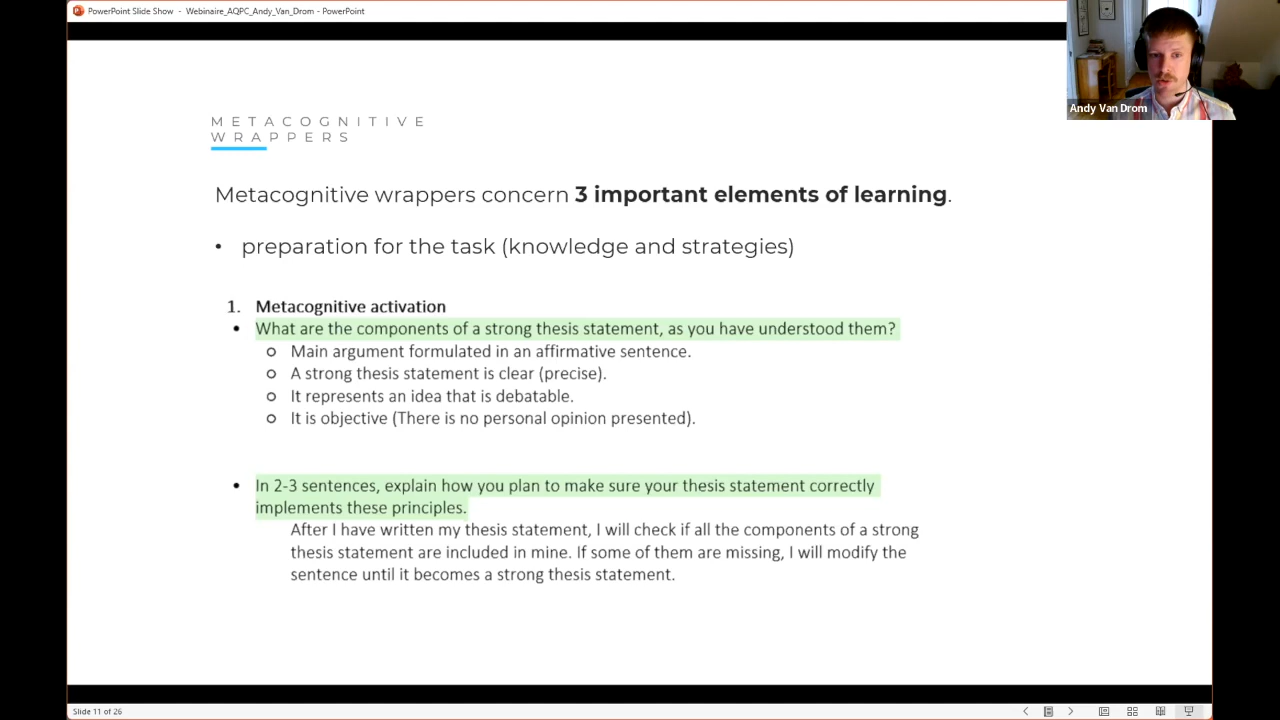 PowerPoint Slide Show - Webinaire_AQPC_Andy_Van_Drom - PowerPoint
Andy Van Drom
METACOGNITIVE
WRAPPERS
Metacognitive wrappers concern 3 important elements of learning.
• preparation for the task (knowledge and strategies)
1. Metacognitive activation
• What are the components of a strong thesis statement, as you have understood them?
o Main argument formulated in an affirmative sentence.
o A strong thesis statement is clear (precise).
o It represents an idea that is debatable.
o It is objective (There is no personal opinion presented).
• In 2-3 sentences, explain how you plan to make sure your thesis statement correctly
implements these principles.
After I have written my thesis statement, I will check if all the components of a strong
thesis statement are included in mine. If some of them are missing, I will modify the
sentence until it becomes a strong thesis statement.
Slide 11 of 26